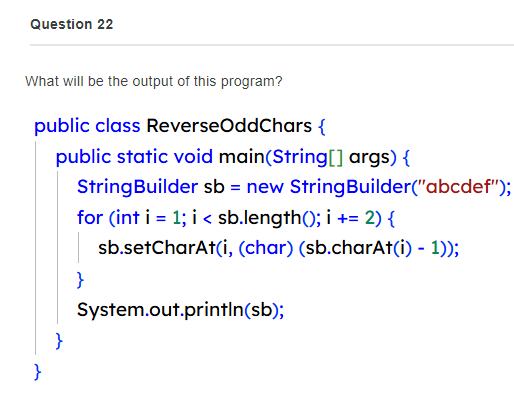 Question 22
What will be the output of this program?
public class ReverseOddChars {
public static void main(String[] args) {
StringBuilder sb = new StringBuilder("abcdef");
for (int i = 1; i < sb.length(); i += 2) {
sb.setCharAt(i, (char) (sb.charAt(i) - 1));
}
System.out.println(sb);
}
}